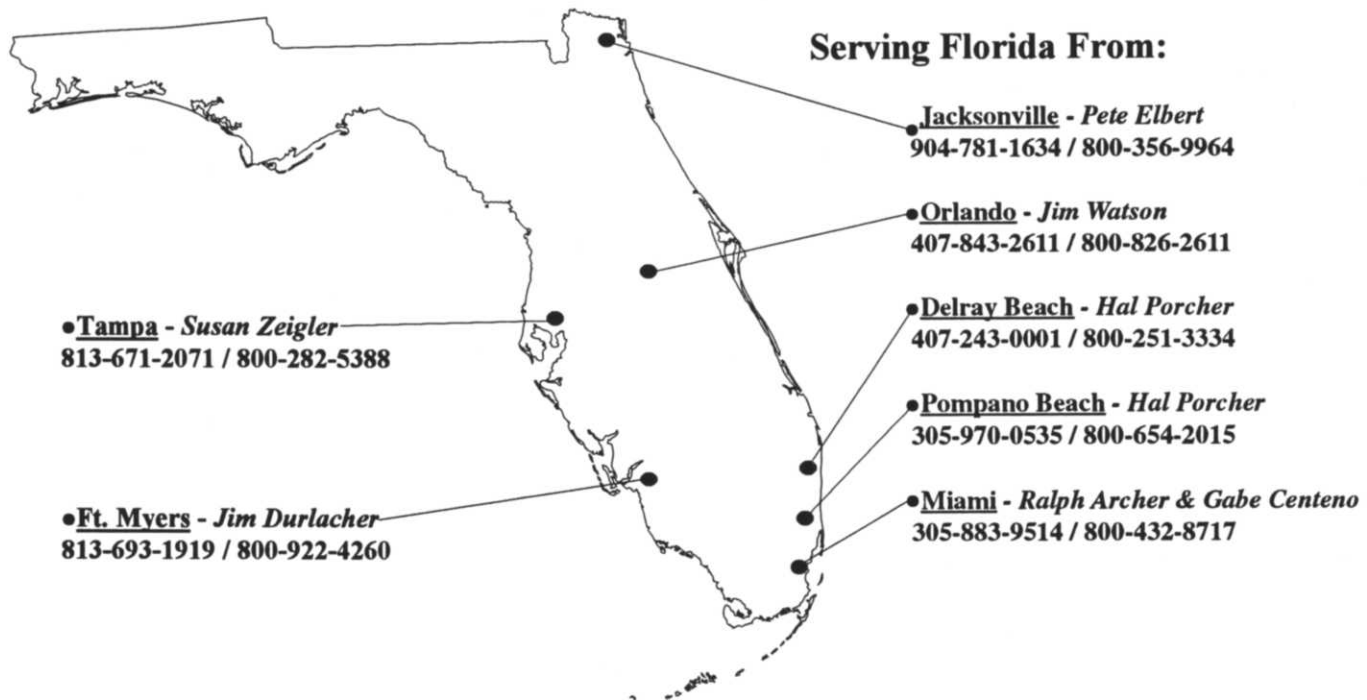 Serving Florida From:
•Jacksonville - Pete Elbert
904-781-1634 / 800-356-9964
•Orlando - Jim Watson
407-843-2611 / 800-826-2611
•Delray Beach - Hal Porcher
407-243-0001 / 800-251-3334
•Pompano Beach - Hal Porcher
305-970-0535 / 800-654-2015
•Miami - Ralph Archer & Gabe Centeno
305-883-9514 / 800-432-8717
•Tampa - Susan Zeigler
813-671-2071 / 800-282-5388
•Ft. Myers - Jim Durlacher
813-693-1919 / 800-922-4260